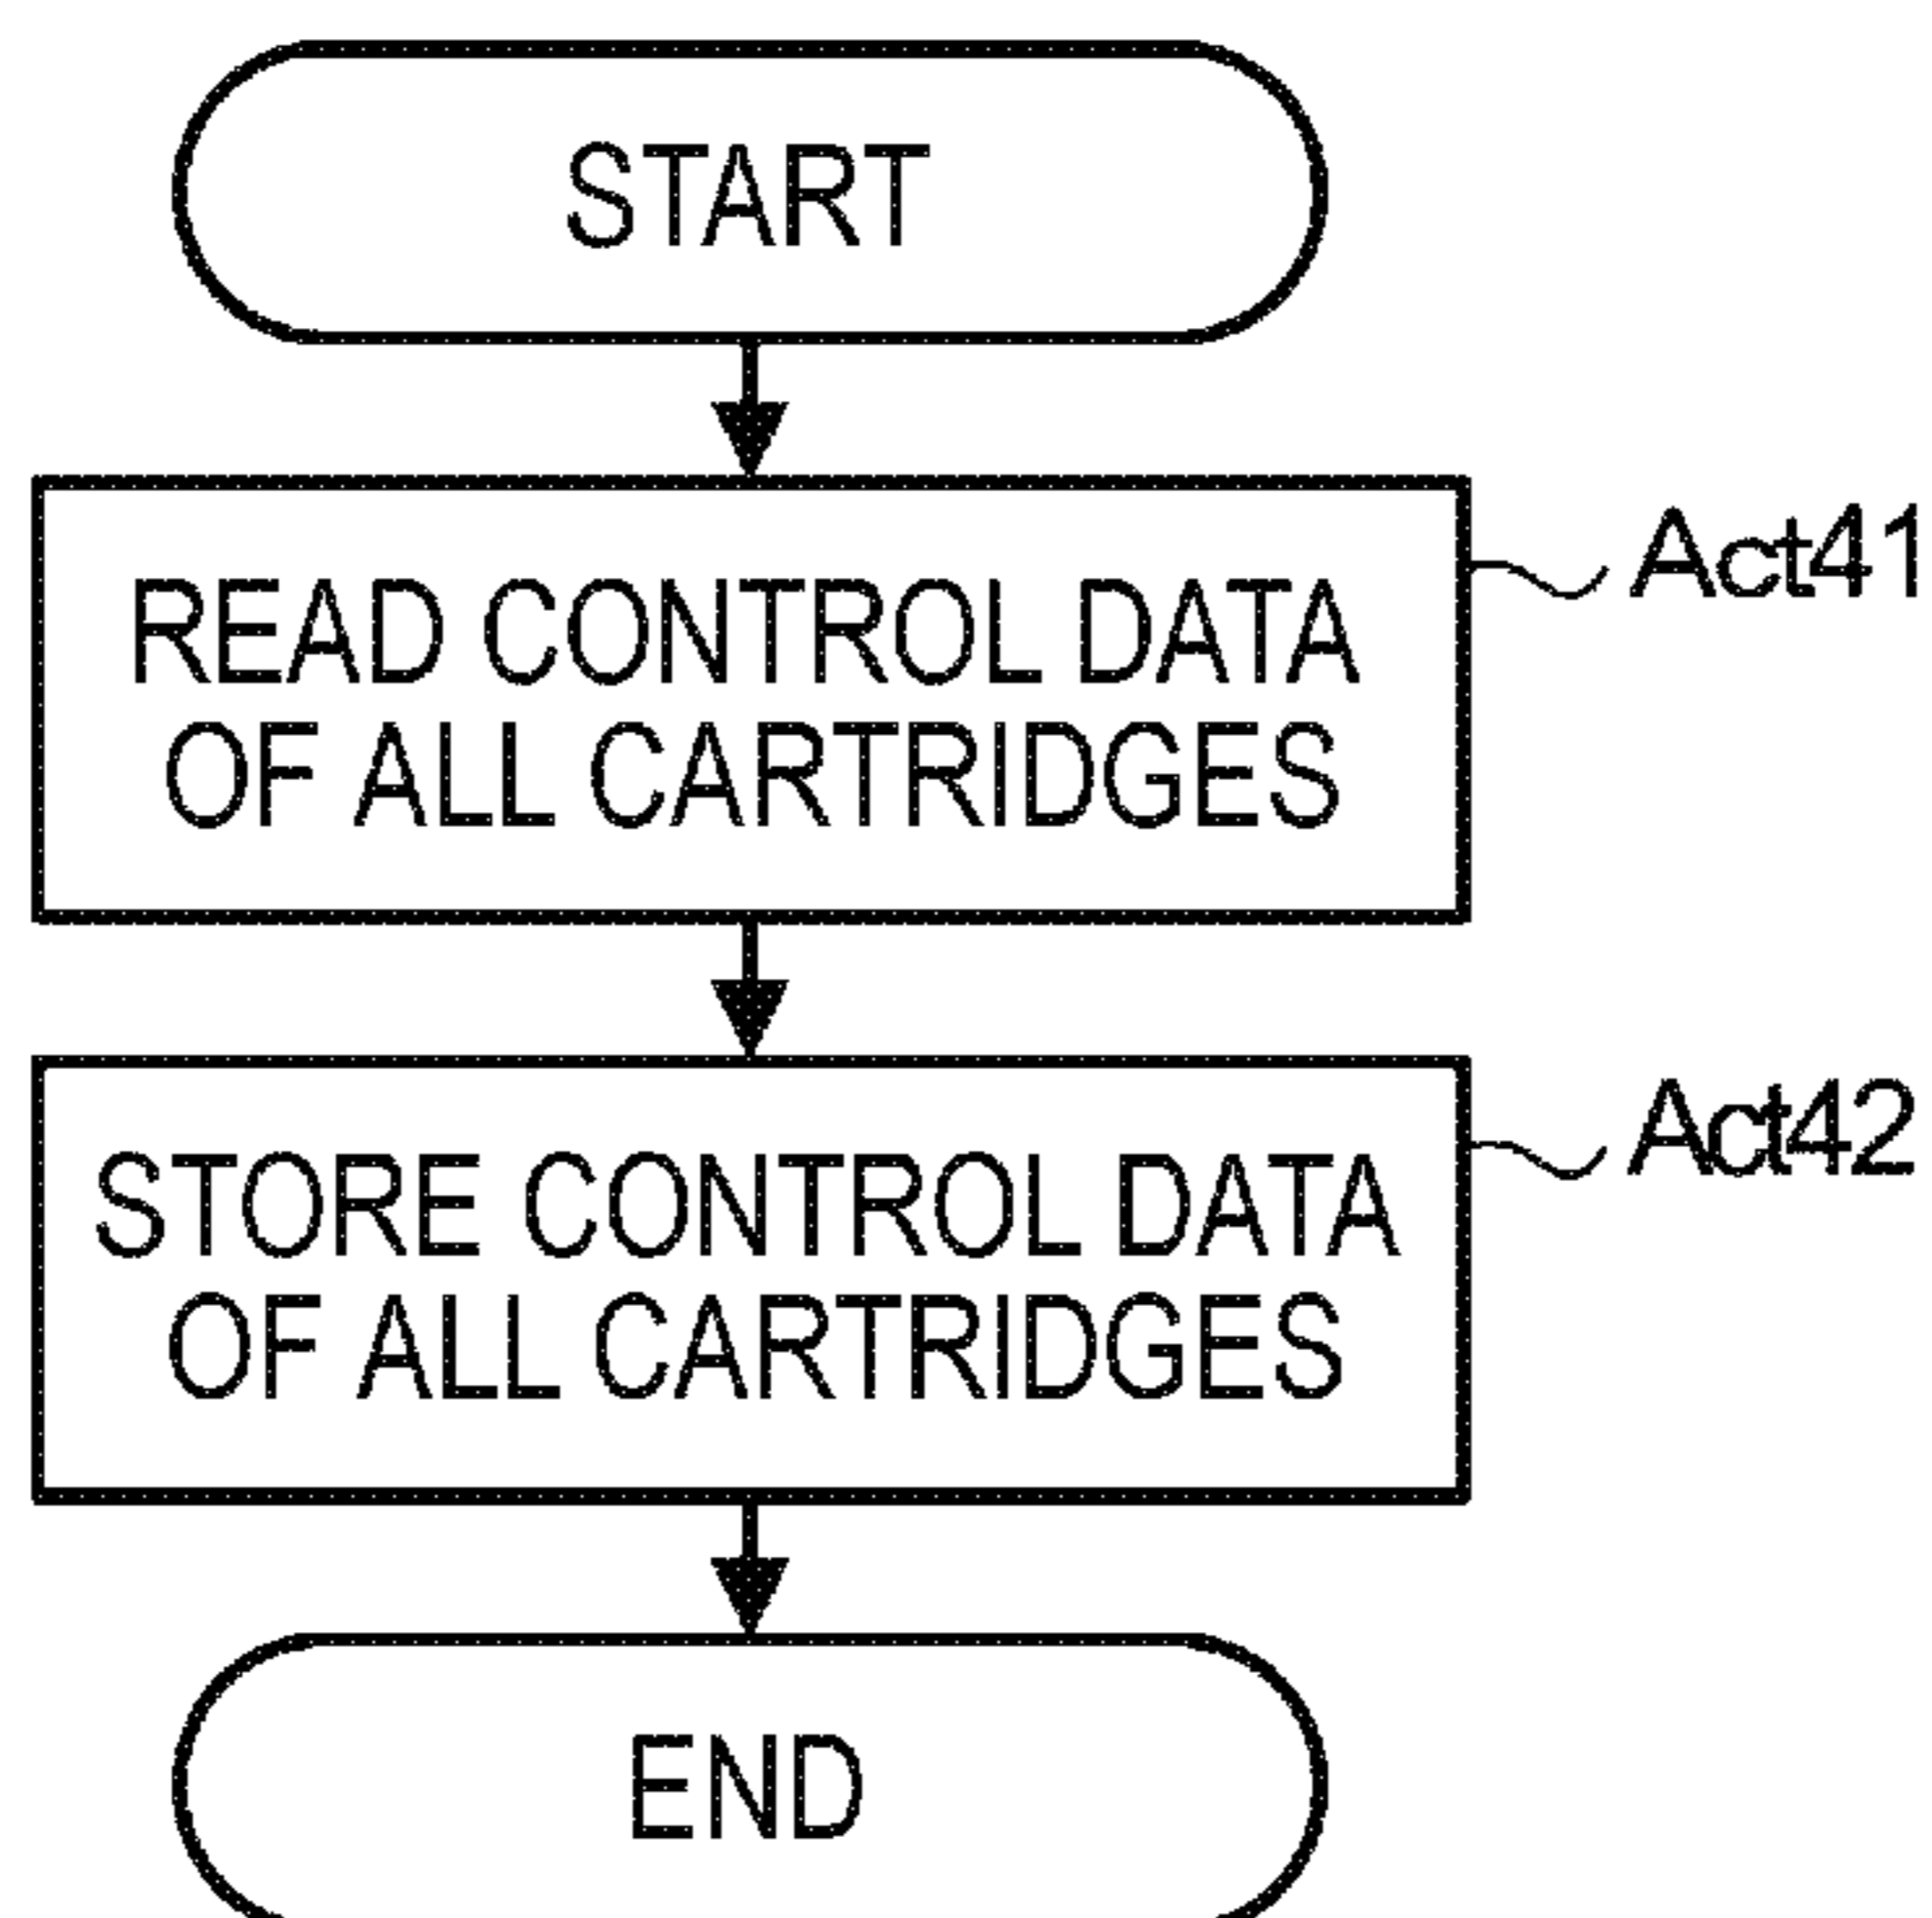 START
READ CONTROL DATA
OF ALL CARTRIDGES
Act41
STORE CONTROL DATA
OF ALL CARTRIDGES
Act42
END